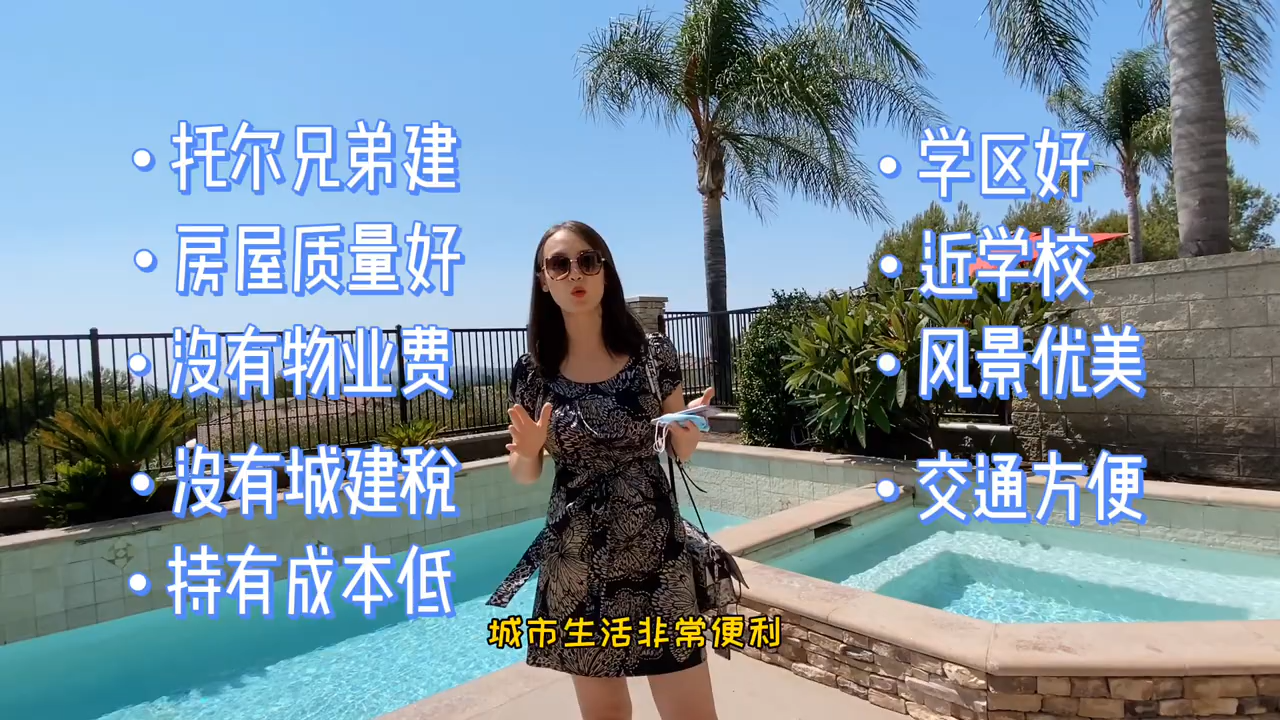 • 托尔兄弟建
• 房屋质量好
• 没有物业费
• 没有城建税
• 持有成本低
• 学区好
• 近学校
• 风景优美
• 交通方便
城市生活非常便利